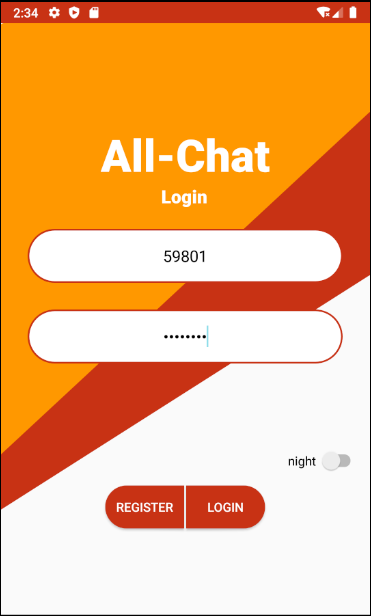 2:34
All-Chat
Login
59801
••••••••
night
REGISTER LOGIN